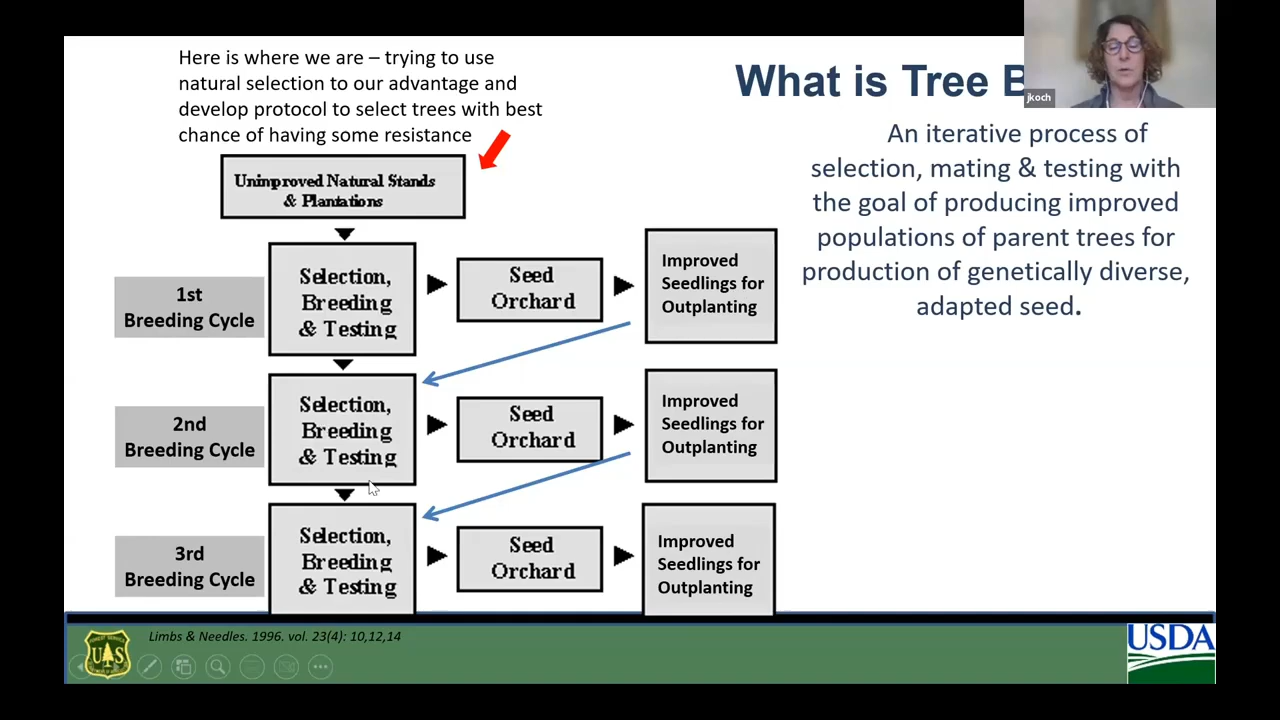 Here is where we are – trying to use
natural selection to our advantage and
develop protocol to select trees with best
chance of having some resistance
What is Tree B
jkoch
An iterative process of
selection, mating & testing with
the goal of producing improved
populations of parent trees for
production of genetically diverse,
adapted seed.
Unimproved Natural Stands
& Plantations
1st
Breeding Cycle
Selection,
Breeding
& Testing
Seed
Orchard
Improved
Seedlings for
Outplanting
2nd
Breeding Cycle
Selection,
Breeding
& Testing
Seed
Orchard
Improved
Seedlings for
Outplanting
3rd
Breeding Cycle
Selection,
Breeding
& Testing
Seed
Orchard
Improved
Seedlings for
Outplanting
Limbs & Needles. 1996. vol. 23(4): 10,12,14
U S
USDA